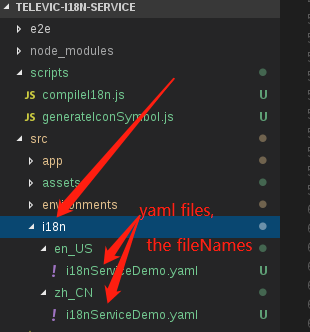 TELEVIC-I18N-SERVICE
e2e
node_modules
scripts
JS compileI18n.js U
JS generateIconSymbol.js U
src
app
assets
environments
yaml files,
i18n
the fileNames
en_US
! i18nServiceDemo.yaml U
zh_CN
! i18nServiceDemo.yaml U